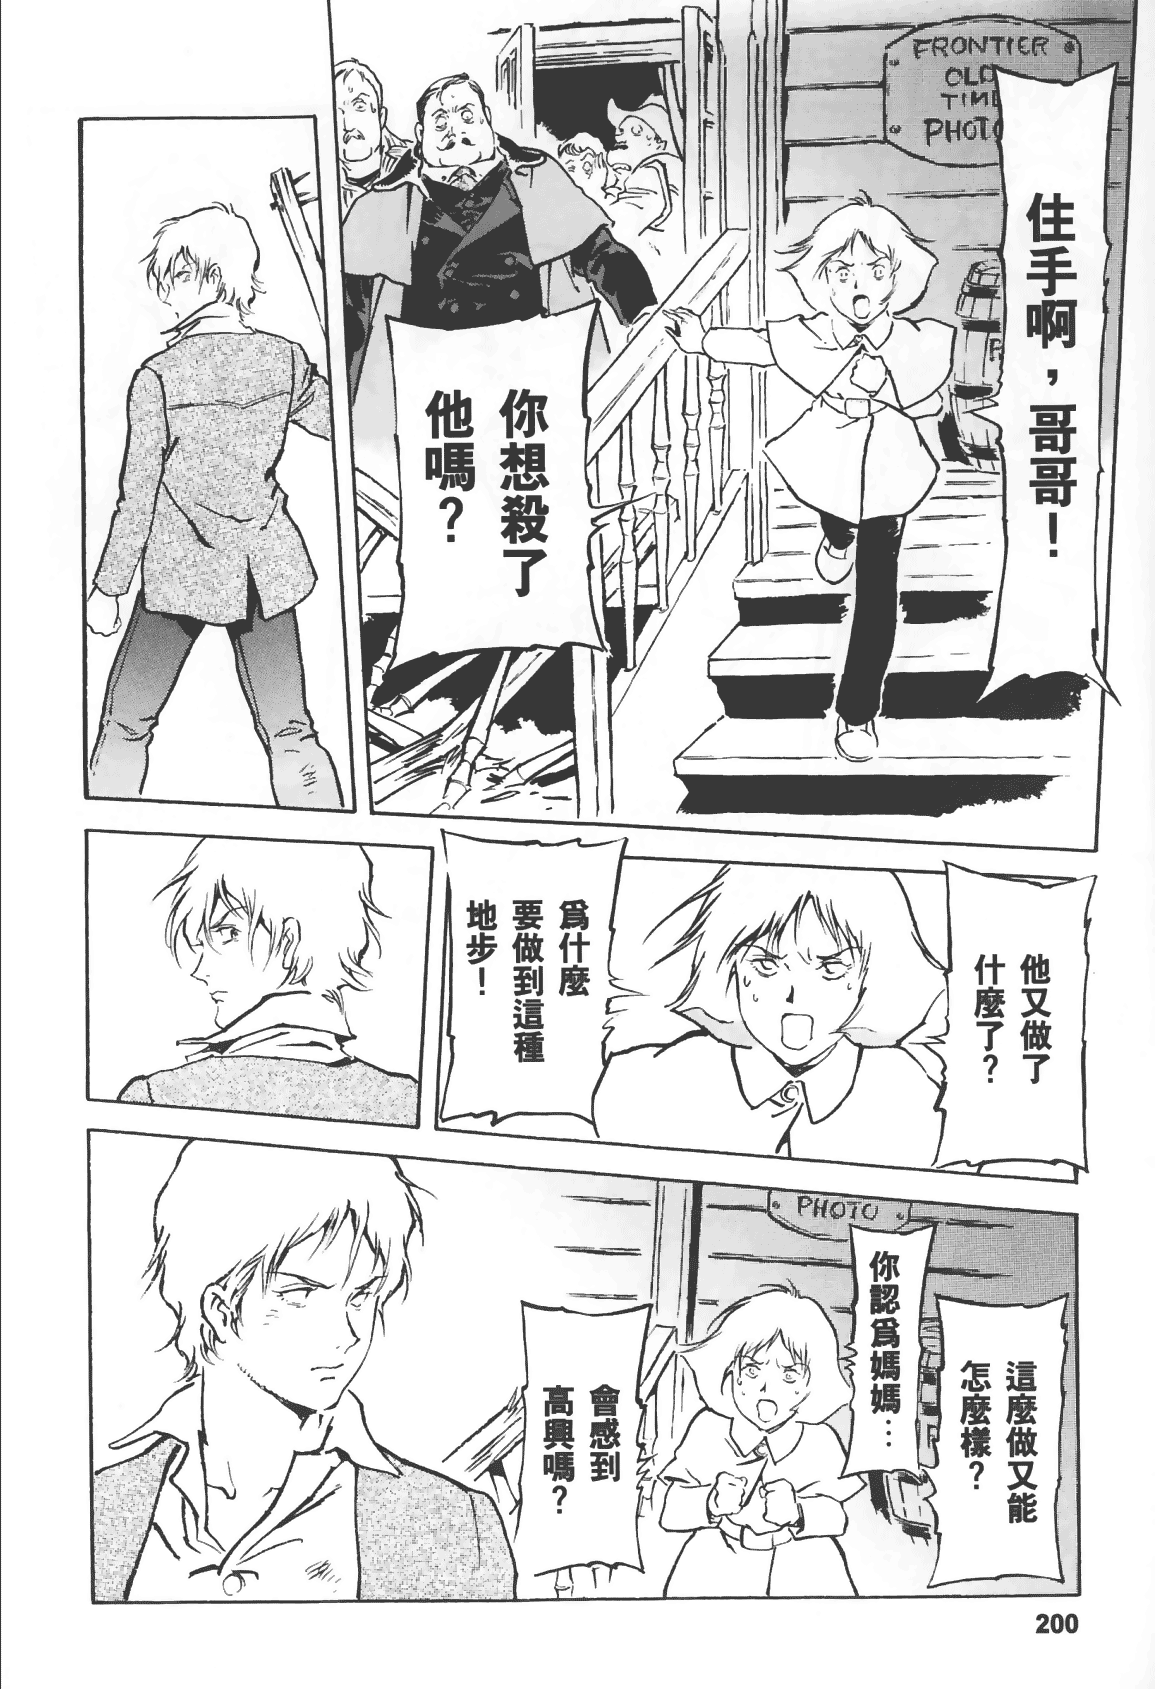 FRONTIER
OLD
TIME
PHOTO
住手啊，哥哥！
你想殺了
他嗎？
他又做了
什麼了？
爲什麼
要做到這種
地步！
PHOTO
這麼做又能
怎麼樣？
你認爲媽媽…
會感到
高興嗎？
200